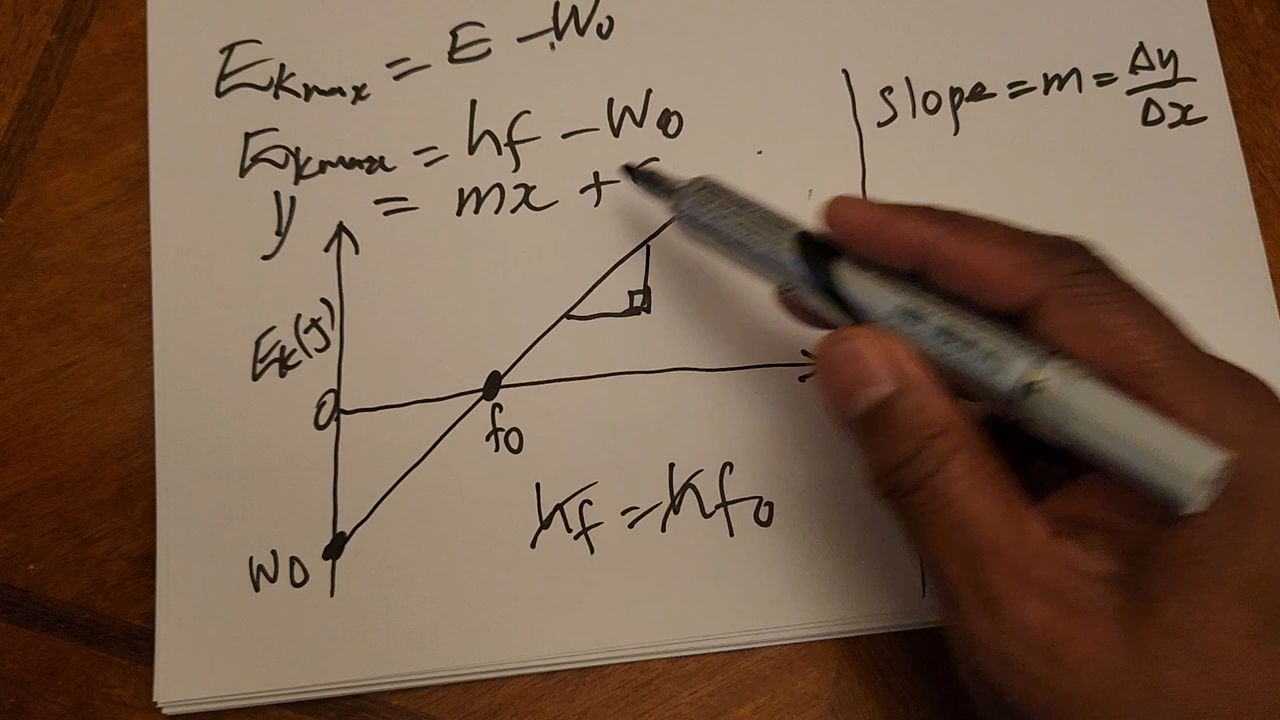 Ekmax = E - W0
Ekmax = hf - W0
y = mx +
slope = m = Δy/Δx
Ek(J)
0
f0
hf = hf0
W0